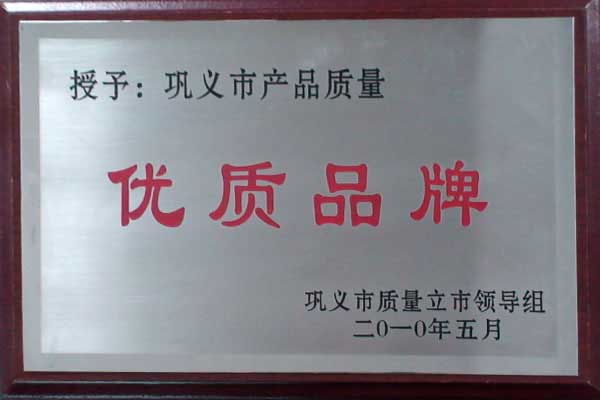 授予：巩义市产品质量
优质品牌
巩义市质量立市领导组
二0一0年五月